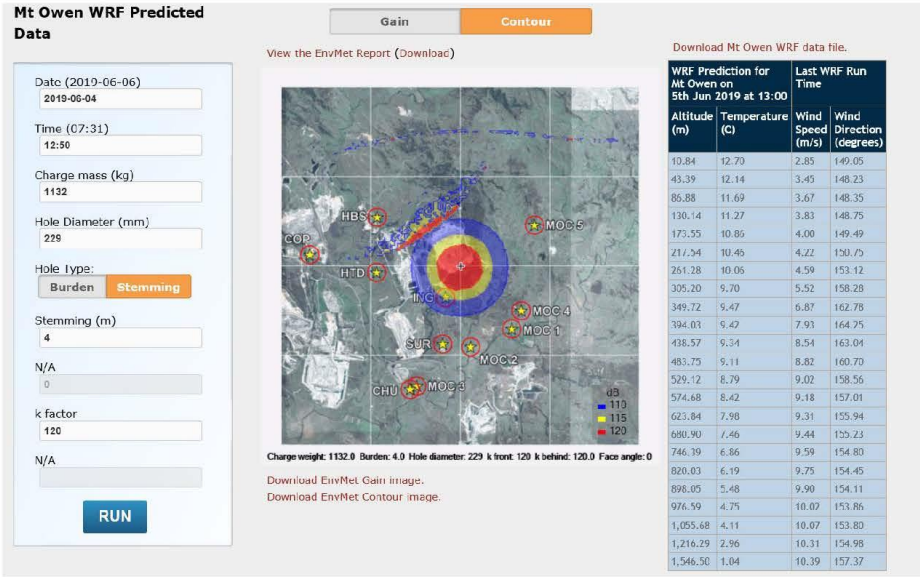 Mt Owen WRF Predicted
Data
Date (2019-06-06)
2019-06-04
Time (07:31)
12:50
Charge mass (kg)
1132
Hole Diameter (mm)
229
Hole Type:
Burden Stemming
Stemming (m)
4
N/A
0
k factor
120
N/A
RUN
Gain Contour
View the EnvMet Report (Download)
HBS
MOC 5
COP
HTD
ING
MOC 4
MOC 1
SUR
MOC 2
CHU MOC 3
dB
110
115
120
Charge weight: 1132.0 Burden: 4.0 Hole diameter: 229 k front: 120 k behind: 120.0 Face angle: 0
Download EnvMet Gain image.
Download EnvMet Contour image.
Download Mt Owen WRF data file.
WRF Prediction for Mt Owen on 5th Jun 2019 at 13:00 Last WRF Run Time
Altitude (m) Temperature (C) Wind Speed (m/s) Wind Direction (degrees)
10.84 12.70 2.85 149.05
43.39 12.14 3.45 148.23
86.88 11.69 3.67 148.35
130.14 11.27 3.83 148.75
173.55 10.86 4.00 149.49
217.54 10.46 4.22 150.75
261.28 10.06 4.59 153.12
305.20 9.70 5.52 158.28
349.72 9.47 6.87 162.78
394.03 9.42 7.93 164.25
438.57 9.34 8.54 163.04
483.75 9.11 8.82 160.70
529.12 8.79 9.02 158.56
574.68 8.42 9.18 157.01
623.84 7.98 9.31 155.94
680.90 7.46 9.44 155.23
746.39 6.86 9.59 154.80
820.03 6.19 9.75 154.45
898.05 5.48 9.90 154.11
976.59 4.75 10.02 153.86
1,055.68 4.11 10.07 153.80
1,216.29 2.96 10.31 154.98
1,546.50 1.04 10.39 157.37